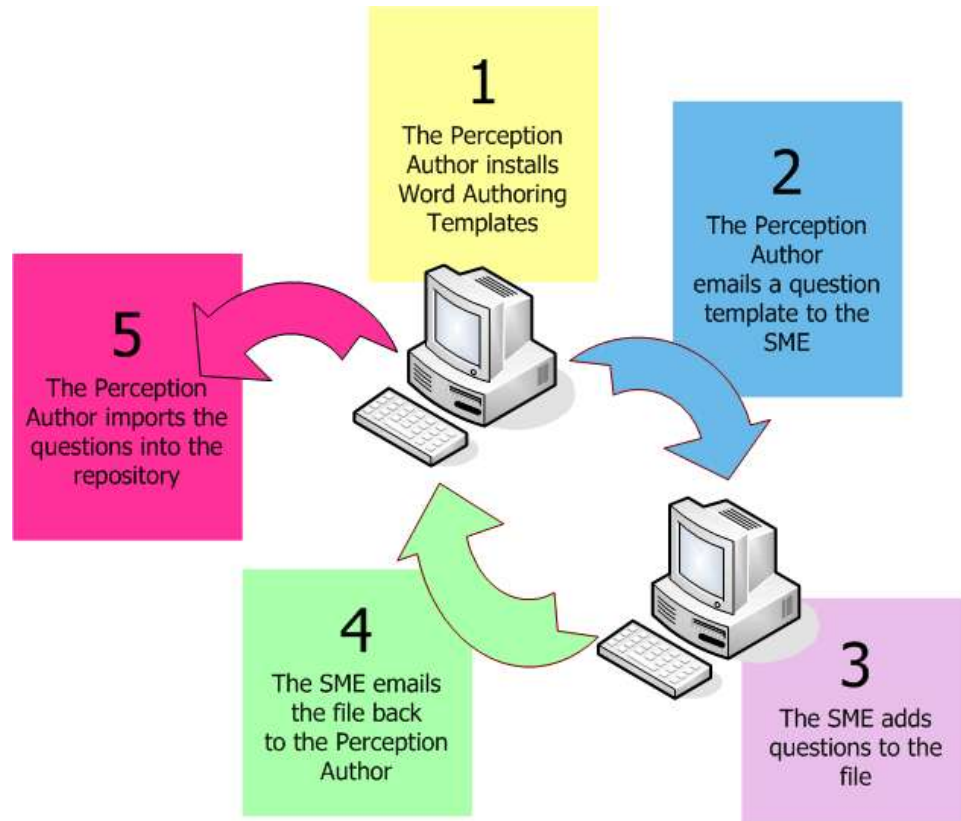 1
The Perception
Author installs
Word Authoring
Templates
2
The Perception
Author
emails a question
template to the
SME
3
The SME adds
questions to the
file
4
The SME emails
the file back
to the Perception
Author
5
The Perception
Author imports the
questions into the
repository